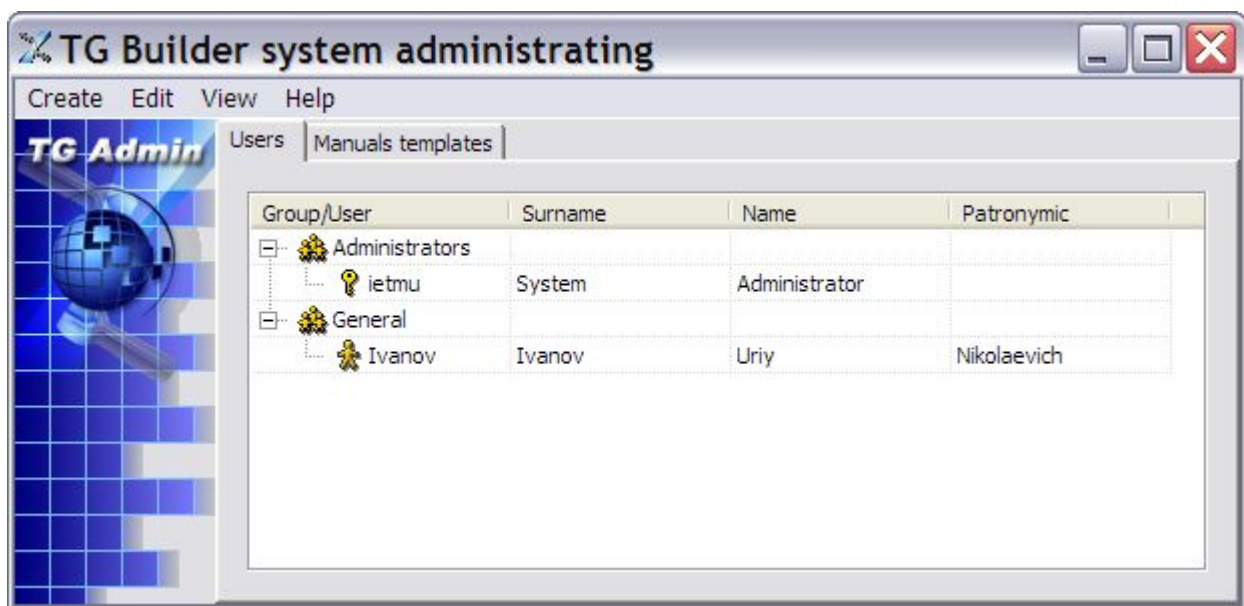 TG Builder system administrating
Create Edit View Help
TG Admin
Users Manuals templates
Group/User Surname Name Patronymic
Administrators
ietmu System Administrator
General
Ivanov Ivanov Uriy Nikolaevich